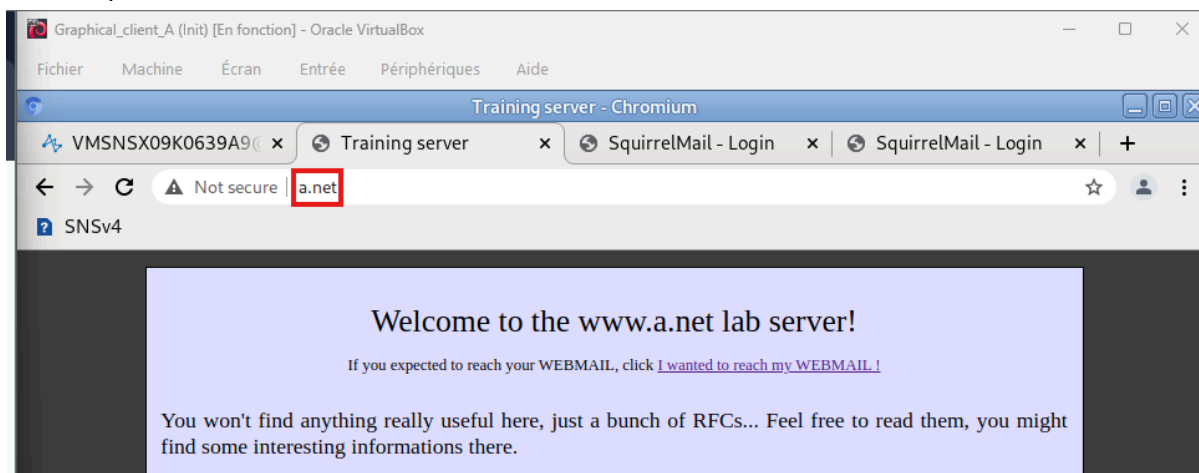 Graphical_client_A (Init) [En fonction] - Oracle VirtualBox
Fichier Machine Écran Entrée Périphériques Aide
Training server - Chromium
VMSNSX09K0639A9 Training server SquirrelMail - Login SquirrelMail - Login
Not secure a.net
SNSv4
Welcome to the www.a.net lab server!
If you expected to reach your WEBMAIL, click I wanted to reach my WEBMAIL !
You won't find anything really useful here, just a bunch of RFCs... Feel free to read them, you might
find some interesting informations there.